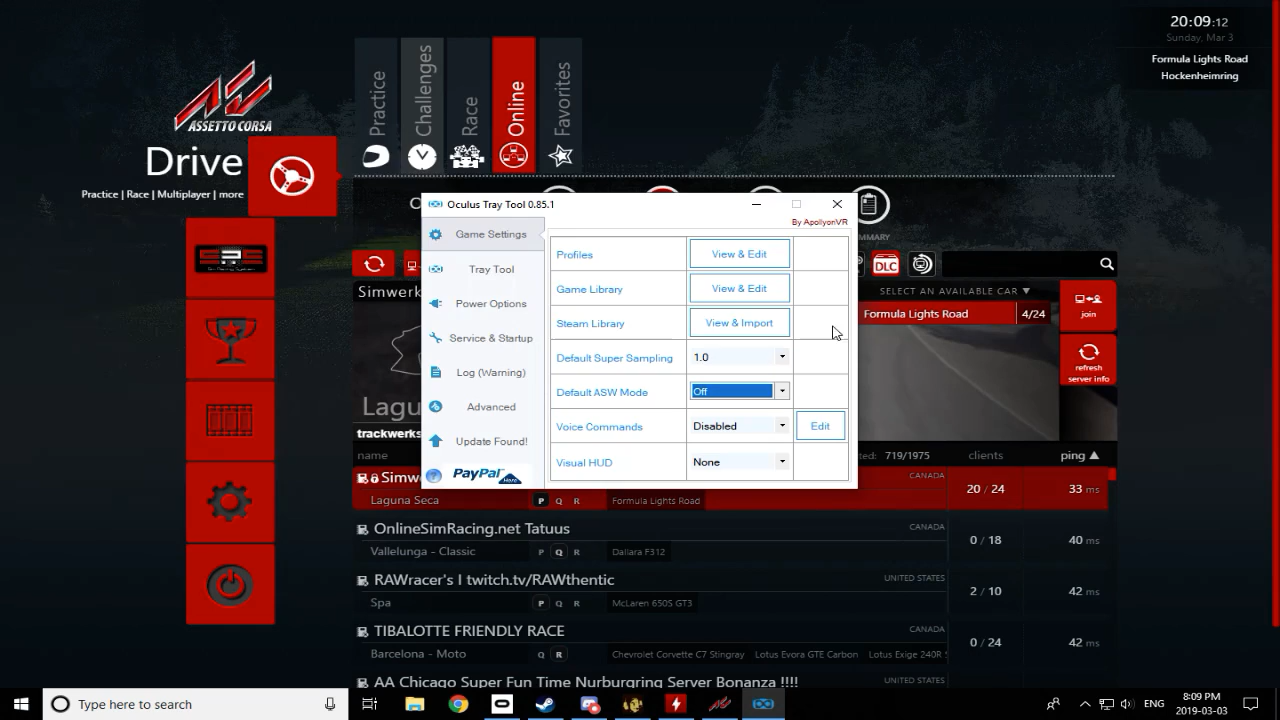 20:09:12
Sunday, Mar 3
Formula Lights Road
Hockenheimring
ASSETTO CORSA
Drive
Practice | Race | Multiplayer | more
Practice
Challenges
Race
Online
Favorites
Oculus Tray Tool 0.85.1
By ApollyonVR
Game Settings
Tray Tool
Power Options
Service & Startup
Log (Warning)
Advanced
Update Found!
PayPal
Profiles
View & Edit
Game Library
View & Edit
Steam Library
View & Import
Default Super Sampling
1.0
Default ASW Mode
Off
Voice Commands
Disabled
Edit
Visual HUD
None
DLC
SELECT AN AVAILABLE CAR ▼
Formula Lights Road
4/24
join
refresh
server info
Simwerk
Lagu
trackwerks
name
719/1975
clients
ping ▲
Simw
CANADA
Laguna Seca
P Q R
Formula Lights Road
20 / 24
33 ms
OnlineSimRacing.net Tatuus
CANADA
Vallelunga - Classic
P Q R
Dallara F312
0 / 18
40 ms
RAWracer's I twitch.tv/RAWthentic
UNITED STATES
Spa
P Q R
McLaren 650S GT3
2 / 10
42 ms
TIBALOTTE FRIENDLY RACE
CANADA
Barcelona - Moto
Q R
Chevrolet Corvette C7 Stingray
Lotus Evora GTE Carbon
Lotus Exige 240R
0 / 24
42 ms
AA Chicago Super Fun Time Nurburgring Server Bonanza !!!!
UNITED STATES
Type here to search
ENG
8:09 PM
2019-03-03